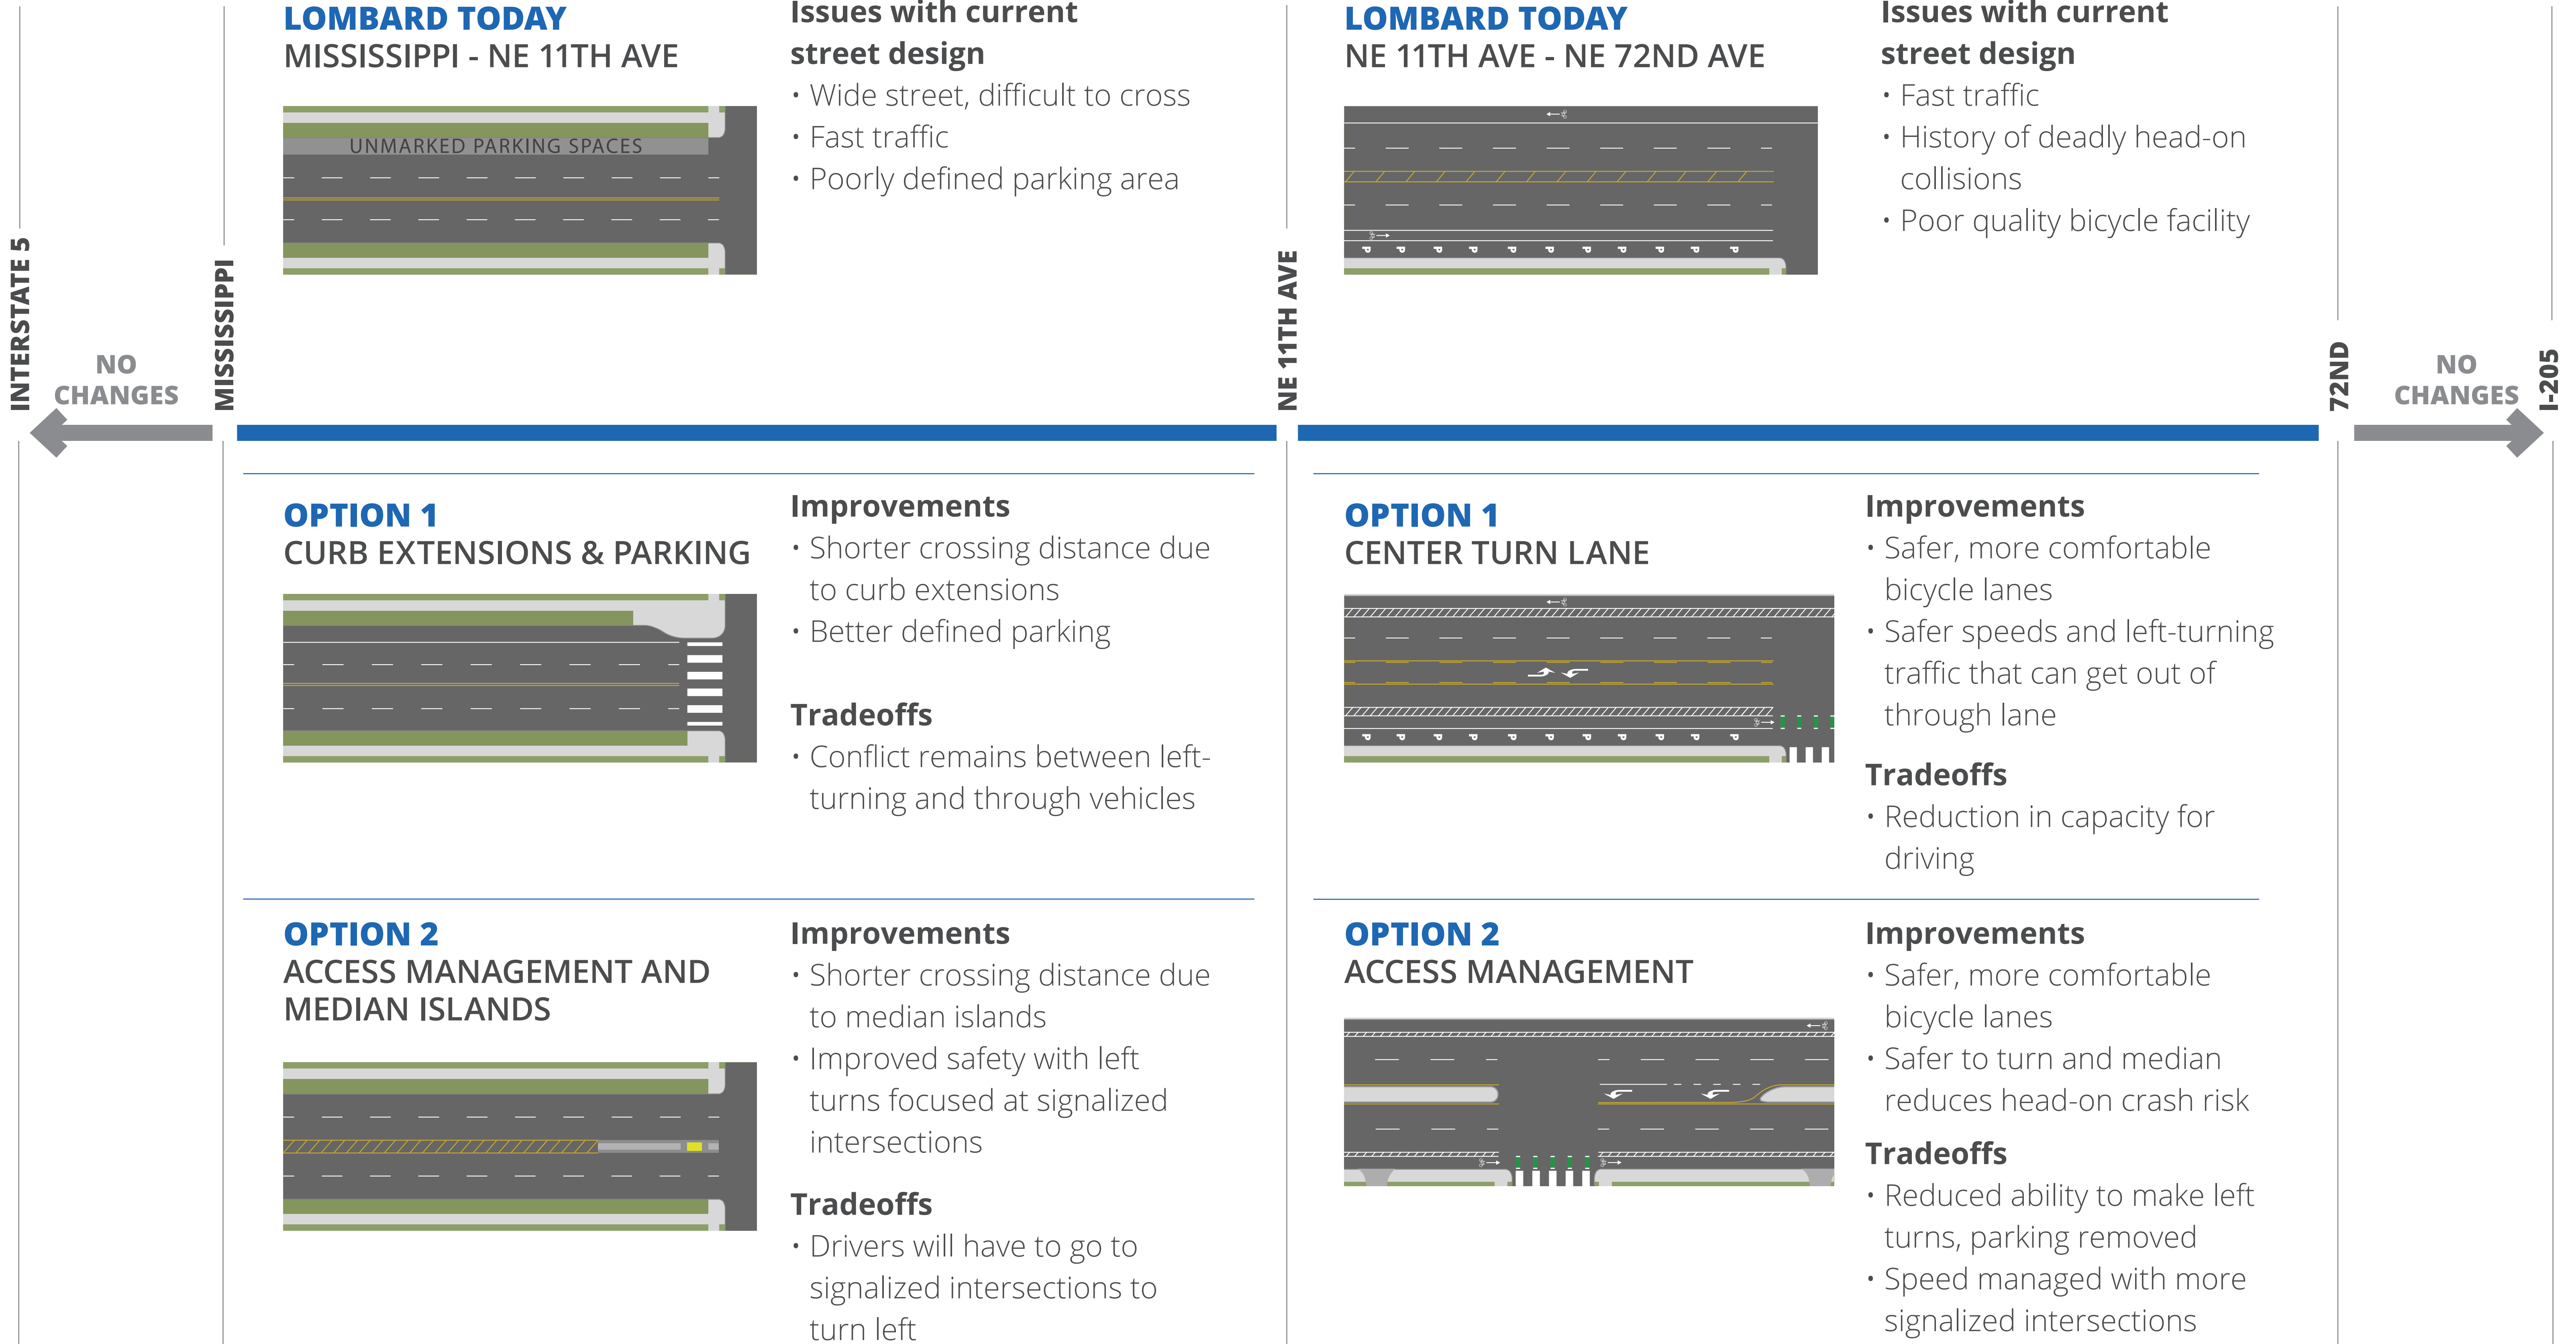 LOMBARD TODAY
MISSISSIPPI - NE 11TH AVE
UNMARKED PARKING SPACES
Issues with current
street design
• Wide street, difficult to cross
• Fast traffic
• Poorly defined parking area
LOMBARD TODAY
NE 11TH AVE - NE 72ND AVE
P P P P P P P P P P P
Issues with current
street design
• Fast traffic
• History of deadly head-on
collisions
• Poor quality bicycle facility
INTERSTATE 5
NO
CHANGES
MISSISSIPPI
NE 11TH AVE
72ND
NO
CHANGES
I-205
OPTION 1
CURB EXTENSIONS & PARKING
Improvements
• Shorter crossing distance due
to curb extensions
• Better defined parking
Tradeoffs
• Conflict remains between left-
turning and through vehicles
OPTION 1
CENTER TURN LANE
P P P P P P P P P P P
Improvements
• Safer, more comfortable
bicycle lanes
• Safer speeds and left-turning
traffic that can get out of
through lane
Tradeoffs
• Reduction in capacity for
driving
OPTION 2
ACCESS MANAGEMENT AND
MEDIAN ISLANDS
Improvements
• Shorter crossing distance due
to median islands
• Improved safety with left
turns focused at signalized
intersections
Tradeoffs
• Drivers will have to go to
signalized intersections to
turn left
OPTION 2
ACCESS MANAGEMENT
Improvements
• Safer, more comfortable
bicycle lanes
• Safer to turn and median
reduces head-on crash risk
Tradeoffs
• Reduced ability to make left
turns, parking removed
• Speed managed with more
signalized intersections